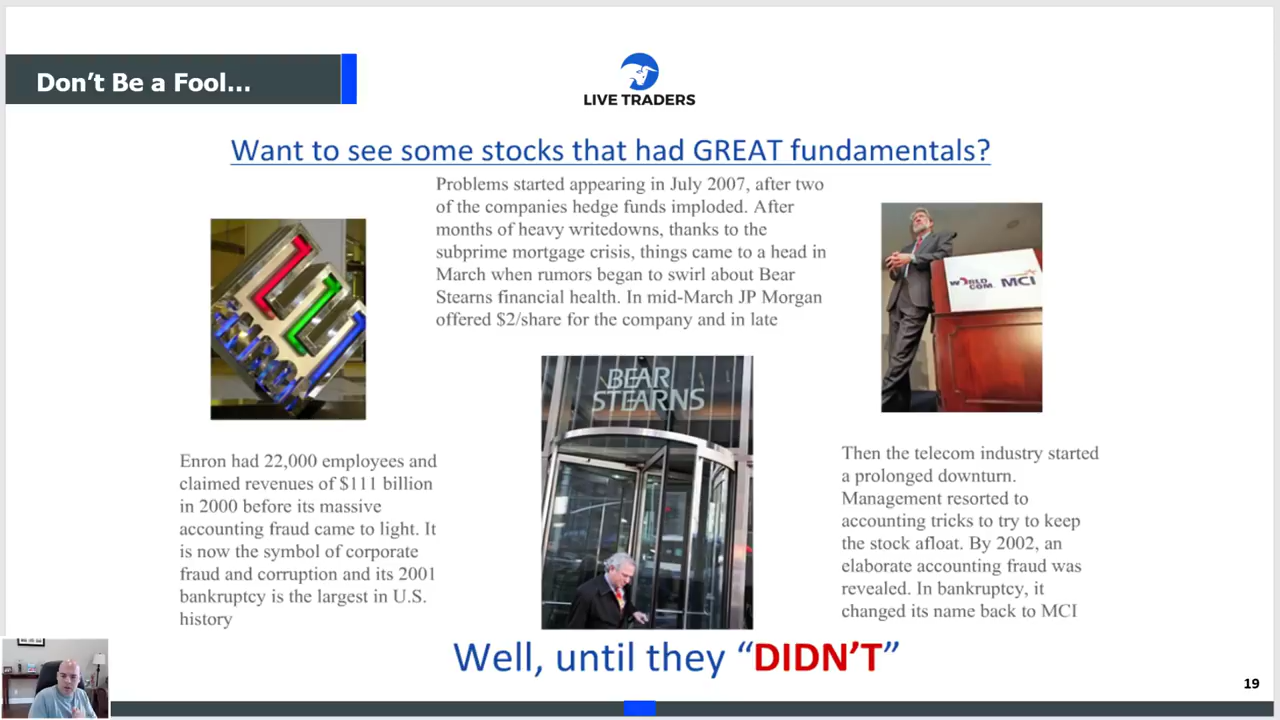 Don't Be a Fool...
LIVE TRADERS
Want to see some stocks that had GREAT fundamentals?
Problems started appearing in July 2007, after two
of the companies hedge funds imploded. After
months of heavy writedowns, thanks to the
subprime mortgage crisis, things came to a head in
March when rumors began to swirl about Bear
Stearns financial health. In mid-March JP Morgan
offered $2/share for the company and in late
WORLD
COM. MCI
BEAR
STEARNS
Enron had 22,000 employees and
claimed revenues of $111 billion
in 2000 before its massive
accounting fraud came to light. It
is now the symbol of corporate
fraud and corruption and its 2001
bankruptcy is the largest in U.S.
history
Then the telecom industry started
a prolonged downturn.
Management resorted to
accounting tricks to try to keep
the stock afloat. By 2002, an
elaborate accounting fraud was
revealed. In bankruptcy, it
changed its name back to MCI
Well, until they “DIDN’T”
19